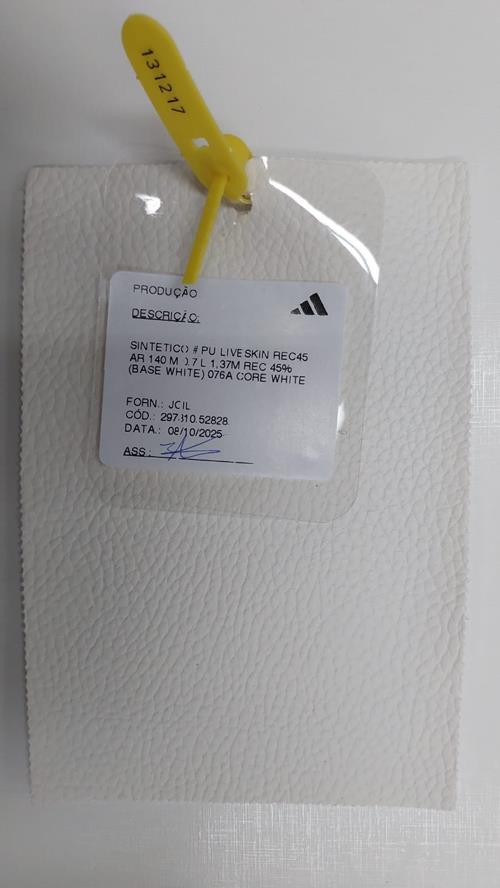 131217
PRODUÇÃO
DESCRIÇÃO:
SINTETICO # PU LIVESKIN REC45
AR 140 M 0.7 L 1.37M REC 45%
(BASE WHITE) 076A CORE WHITE
FORN.: JCIL
CÓD.: 297.310.52828.
DATA.: 08/10/2025
ASS.: